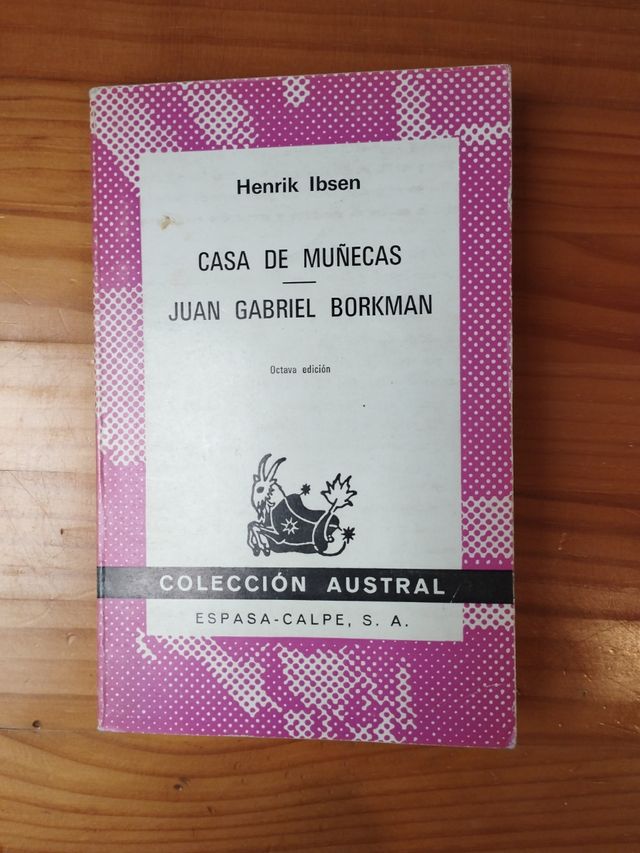 Henrik Ibsen
CASA DE MUÑECAS
JUAN GABRIEL BORKMAN
Octava edición
COLECCIÓN AUSTRAL
ESPASA-CALPE, S. A.